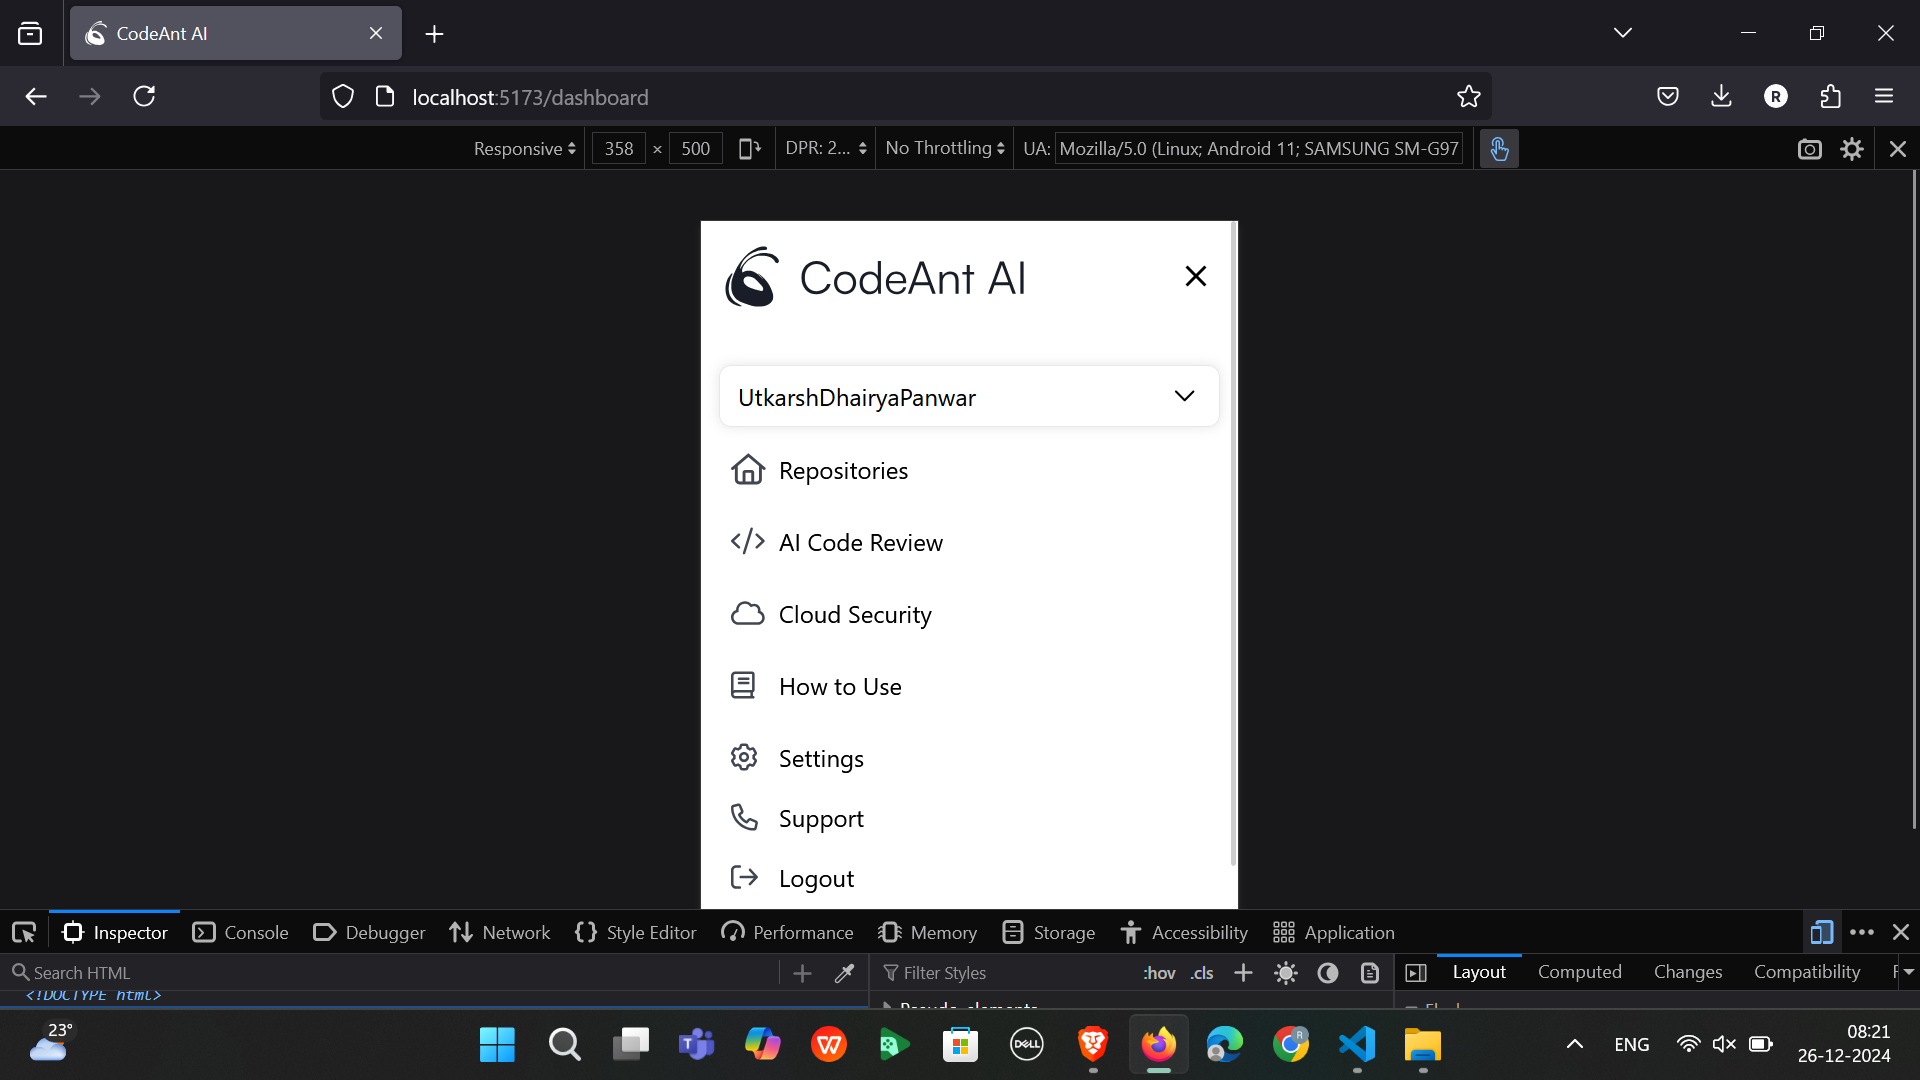 CodeAnt AI
localhost:5173/dashboard
Responsive 358 × 500 DPR: 2... No Throttling UA: Mozilla/5.0 (Linux; Android 11; SAMSUNG SM-G97
CodeAnt AI
UtkarshDhairyaPanwar
Repositories
AI Code Review
Cloud Security
How to Use
Settings
Support
Logout
Inspector Console Debugger Network Style Editor Performance Memory Storage Accessibility Application
Search HTML
Filter Styles :hov .cls
Layout Computed Changes Compatibility
<!DOCTYPE html>
Pseudo-elements
23°
ENG
08:21
26-12-2024